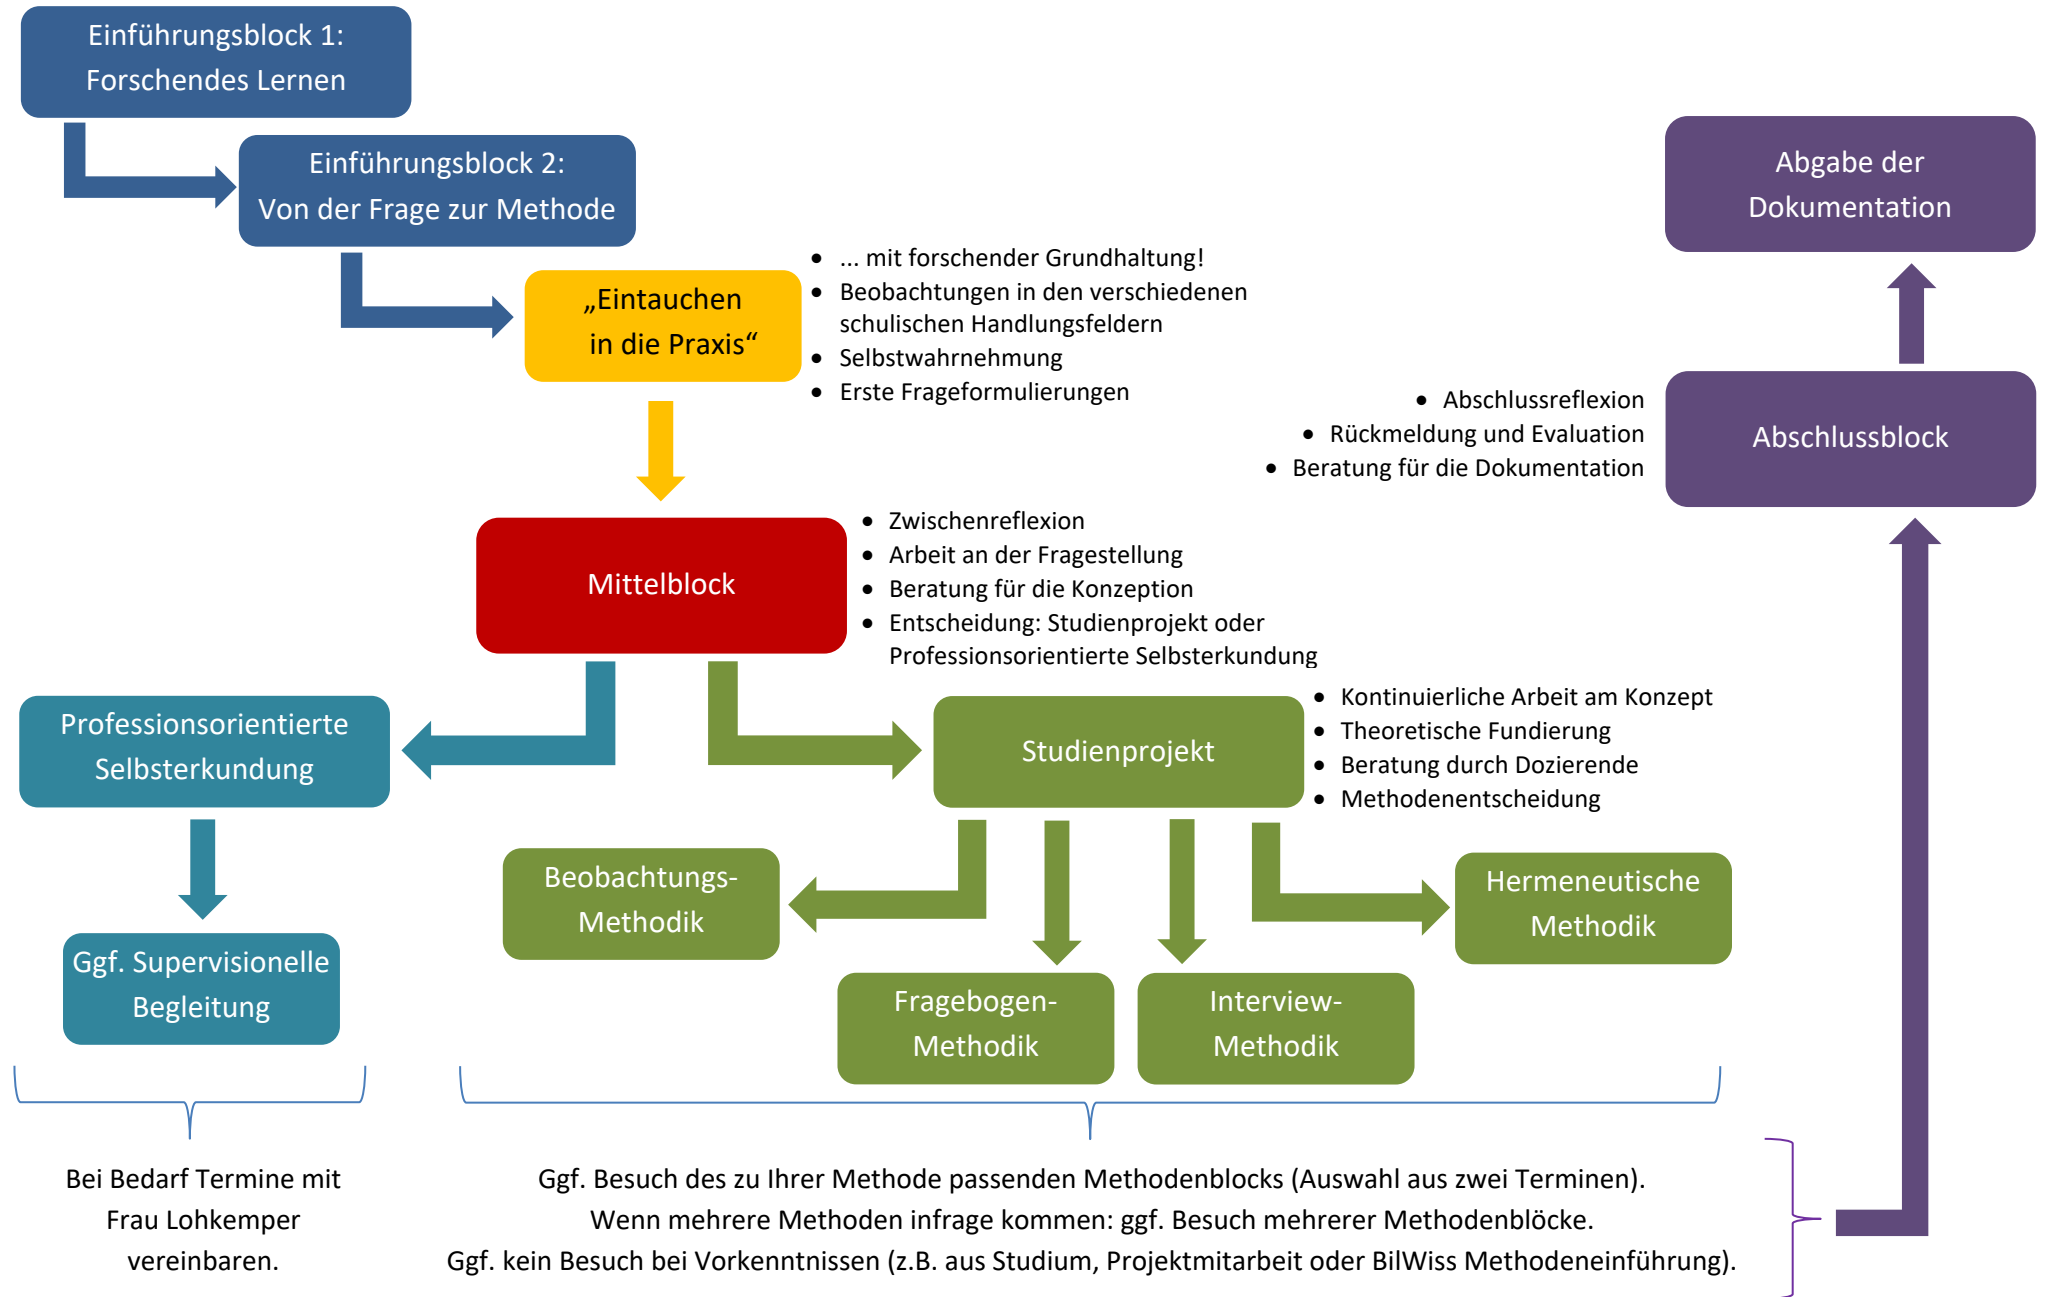 Einführungsblock 1:
Forschendes Lernen
Einführungsblock 2:
Von der Frage zur Methode
„Eintauchen
in die Praxis“
• ... mit forschender Grundhaltung!
• Beobachtungen in den verschiedenen
schulischen Handlungsfeldern
• Selbstwahrnehmung
• Erste Frageformulierungen
Mittelblock
• Zwischenreflexion
• Arbeit an der Fragestellung
• Beratung für die Konzeption
• Entscheidung: Studienprojekt oder
Professionsorientierte Selbsterkundung
Professionsorientierte
Selbsterkundung
Ggf. Supervisionelle
Begleitung
Bei Bedarf Termine mit
Frau Lohkemper
vereinbaren.
Studienprojekt
• Kontinuierliche Arbeit am Konzept
• Theoretische Fundierung
• Beratung durch Dozierende
• Methodenentscheidung
Beobachtungs-
Methodik
Fragebogen-
Methodik
Interview-
Methodik
Hermeneutische
Methodik
Ggf. Besuch des zu Ihrer Methode passenden Methodenblocks (Auswahl aus zwei Terminen).
Wenn mehrere Methoden infrage kommen: ggf. Besuch mehrerer Methodenblöcke.
Ggf. kein Besuch bei Vorkenntnissen (z.B. aus Studium, Projektmitarbeit oder BilWiss Methodeneinführung).
Abschlussblock
• Abschlussreflexion
• Rückmeldung und Evaluation
• Beratung für die Dokumentation
Abgabe der
Dokumentation